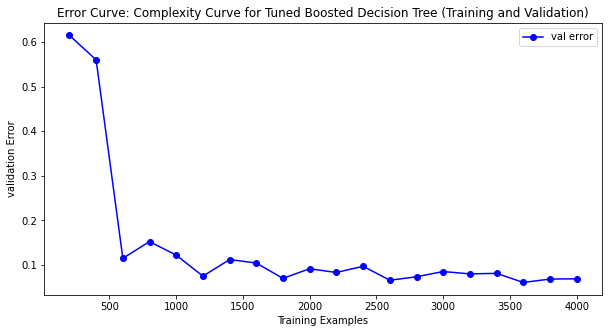 Error Curve: Complexity Curve for Tuned Boosted Decision Tree (Training and Validation)
val error
0.6
0.5
0.4
0.3
0.2
0.1
validation Error
500 1000 1500 2000 2500 3000 3500 4000
Training Examples